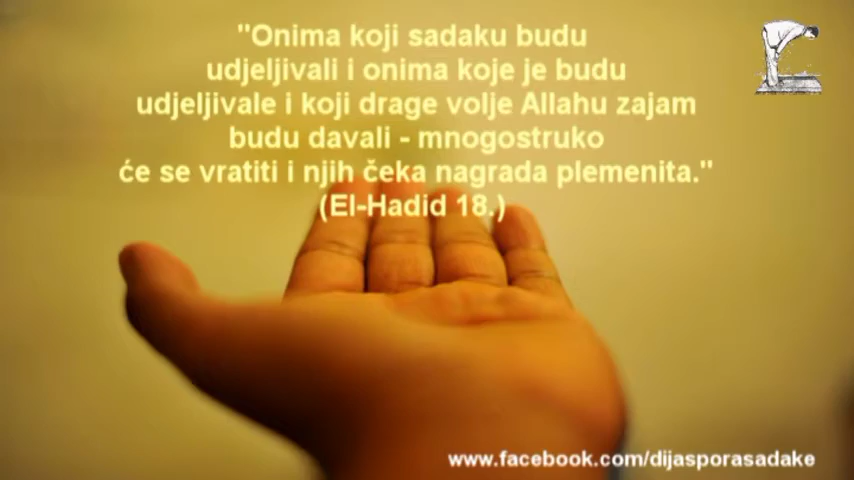 "Onima koji sadaku budu
udjeljivali i onima koje je budu
udjeljivale i koji drage volje Allahu zajam
budu davali - mnogostruko
će se vratiti i njih čeka nagrada plemenita."
(El-Hadid 18.)
www.facebook.com/dijasporasadake